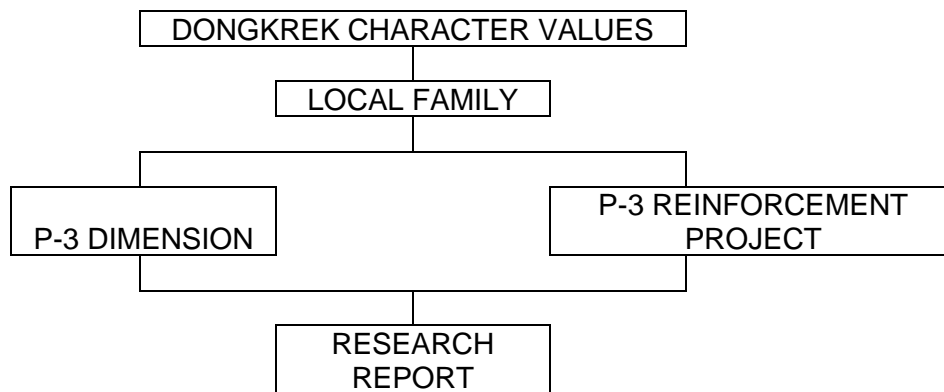 DONGKREK CHARACTER VALUES
LOCAL FAMILY
P-3 DIMENSION
P-3 REINFORCEMENT
PROJECT
RESEARCH
REPORT